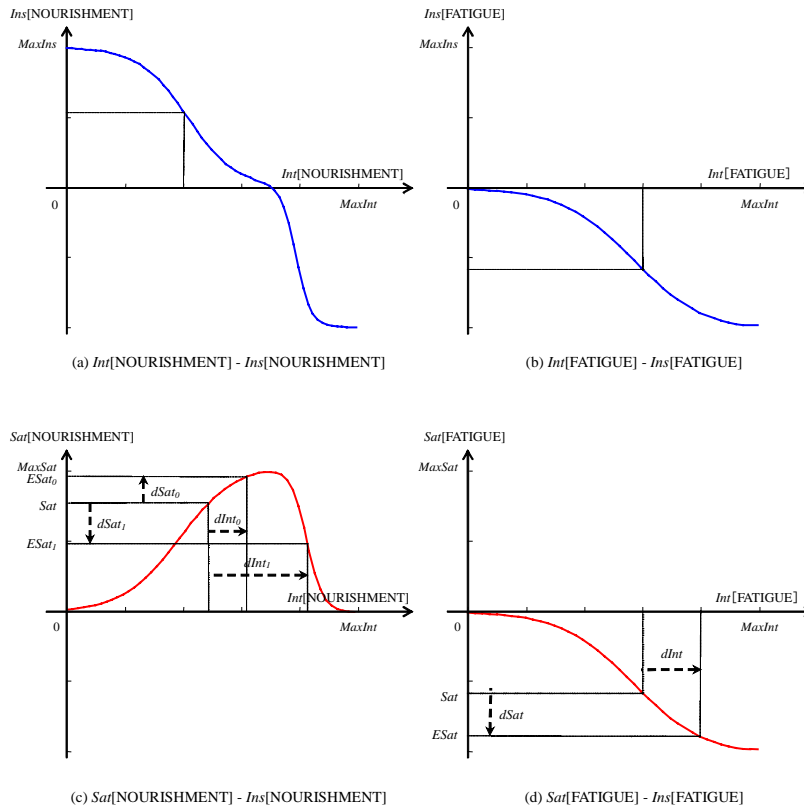 Ins[NOURISHMENT]
MaxIns
Int[NOURISHMENT]
0
MaxInt
(a) Int[NOURISHMENT] - Ins[NOURISHMENT]
Ins[FATIGUE]
MaxIns
Int[FATIGUE]
0
MaxInt
(b) Int[FATIGUE] - Ins[FATIGUE]
Sat[NOURISHMENT]
MaxSat
ESat0
dSat0
Sat
dSat1
dInt0
ESat1
dInt1
Int[NOURISHMENT]
0
MaxInt
(c) Sat[NOURISHMENT] - Ins[NOURISHMENT]
Sat[FATIGUE]
MaxSat
Int[FATIGUE]
0
MaxInt
dInt
Sat
dSat
ESat
(d) Sat[FATIGUE] - Ins[FATIGUE]